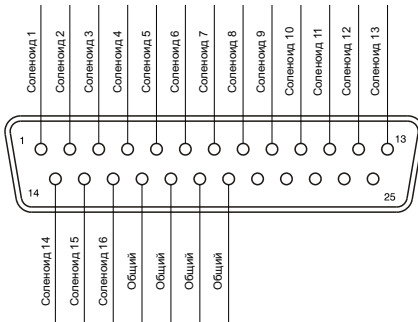 Соленоид 1
Соленоид 2
Соленоид 3
Соленоид 4
Соленоид 5
Соленоид 6
Соленоид 7
Соленоид 8
Соленоид 9
Соленоид 10
Соленоид 11
Соленоид 12
Соленоид 13
1
13
14
25
Соленоид 14
Соленоид 15
Соленоид 16
Общий
Общий
Общий
Общий